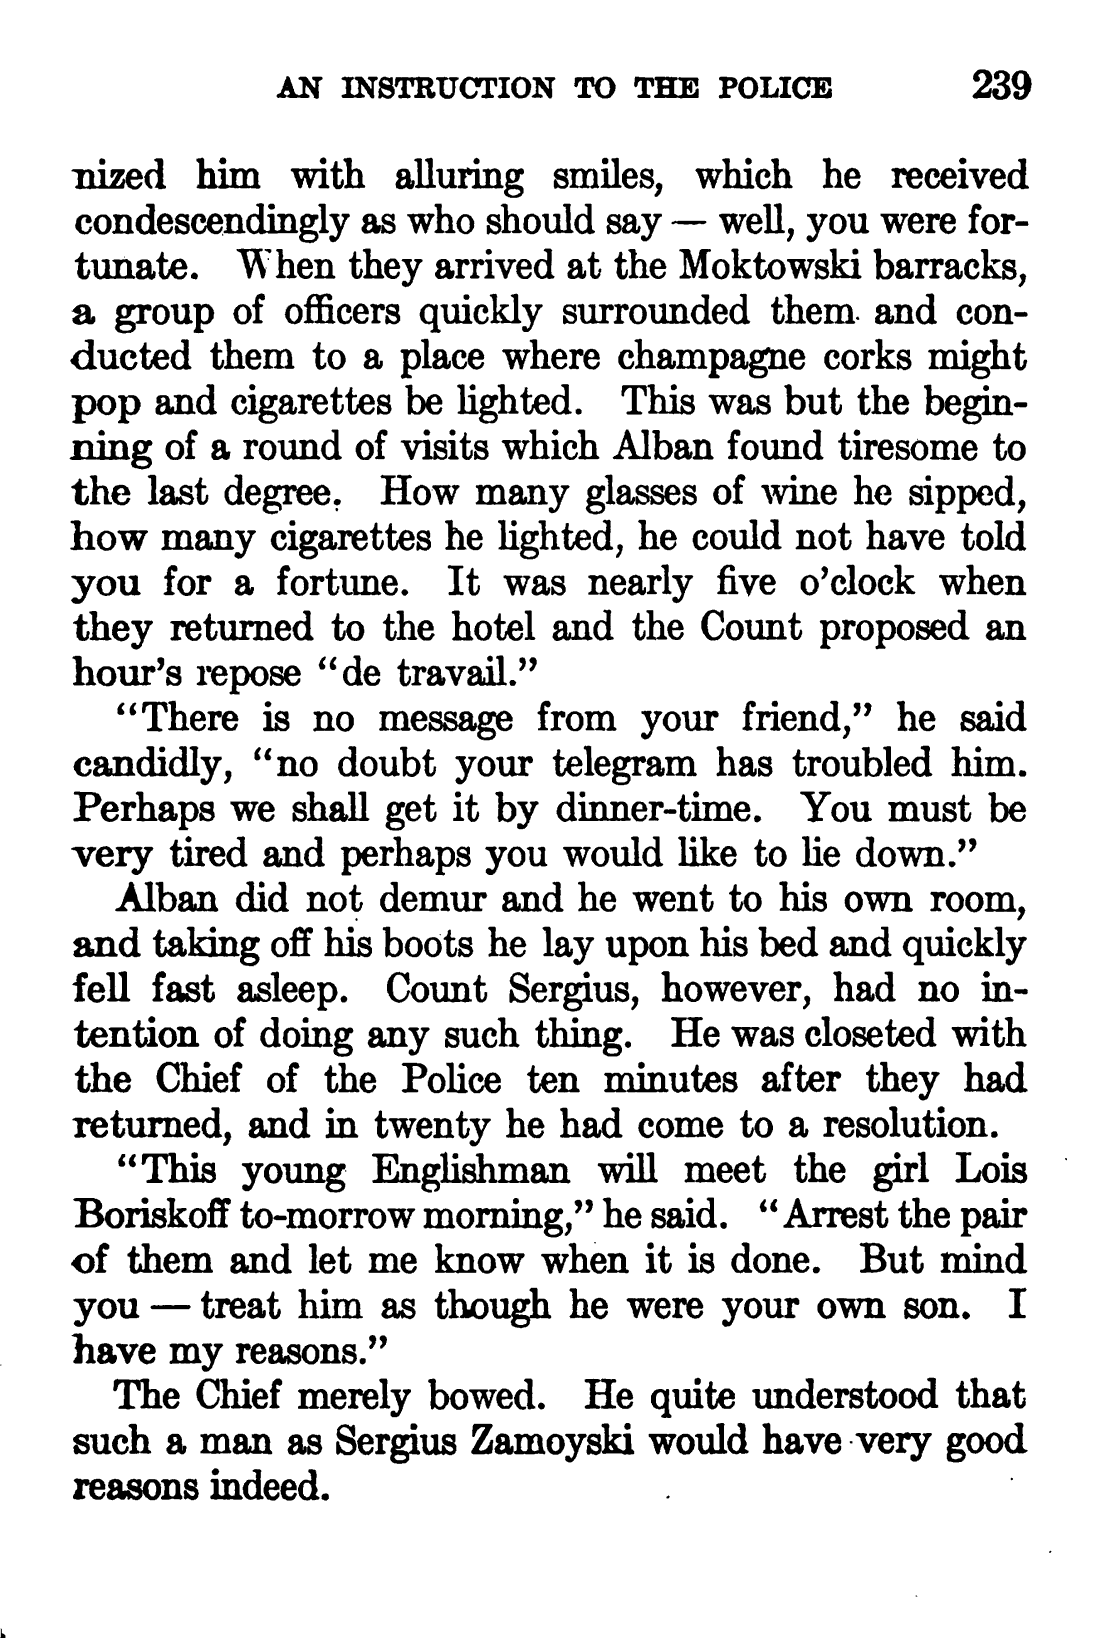 AN INSTRUCTION TO THE POLICE 239
nized him with alluring smiles, which he received
condescendingly as who should say — well, you were for-
tunate. When they arrived at the Moktowski barracks,
a group of officers quickly surrounded them and con-
ducted them to a place where champagne corks might
pop and cigarettes be lighted. This was but the begin-
ning of a round of visits which Alban found tiresome to
the last degree. How many glasses of wine he sipped,
how many cigarettes he lighted, he could not have told
you for a fortune. It was nearly five o'clock when
they returned to the hotel and the Count proposed an
hour's repose “de travail.”
“There is no message from your friend,” he said
candidly, “no doubt your telegram has troubled him.
Perhaps we shall get it by dinner-time. You must be
very tired and perhaps you would like to lie down.”
Alban did not demur and he went to his own room,
and taking off his boots he lay upon his bed and quickly
fell fast asleep. Count Sergius, however, had no in-
tention of doing any such thing. He was closeted with
the Chief of the Police ten minutes after they had
returned, and in twenty he had come to a resolution.
“This young Englishman will meet the girl Lois
Boriskoff to-morrow morning,” he said. “Arrest the pair
of them and let me know when it is done. But mind
you — treat him as though he were your own son. I
have my reasons.”
The Chief merely bowed. He quite understood that
such a man as Sergius Zamoyski would have very good
reasons indeed.